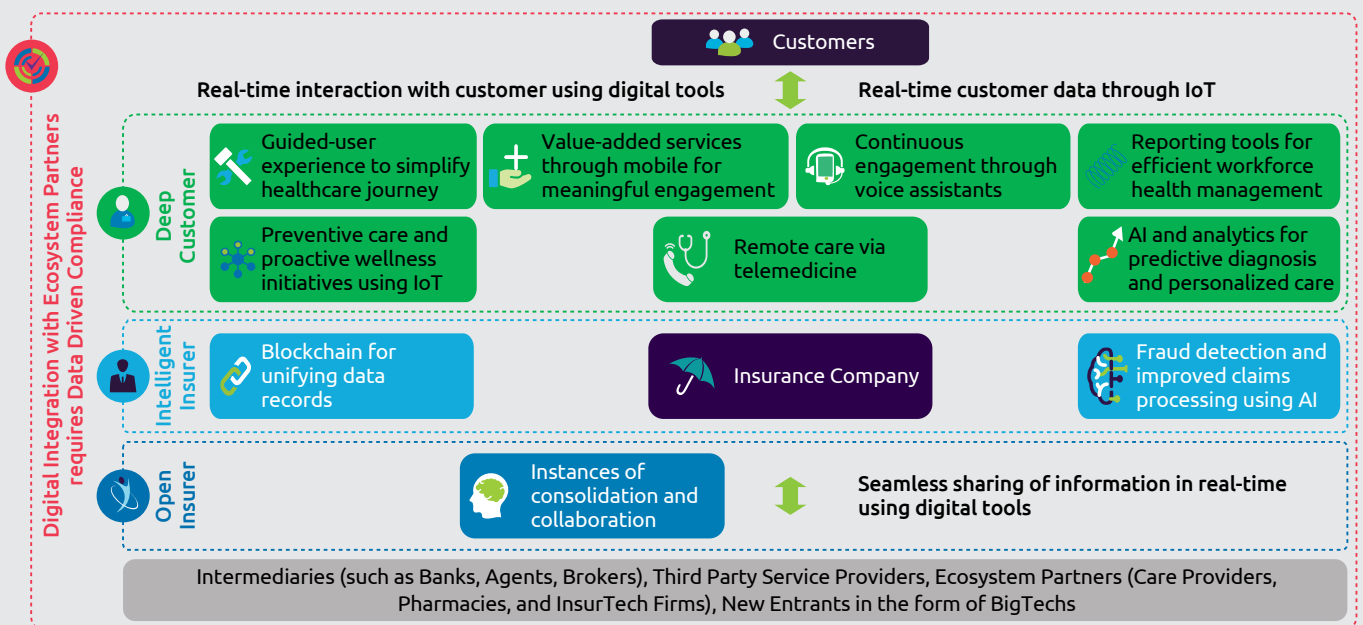 Customers
Real-time interaction with customer using digital tools
Real-time customer data through IoT
Digital Integration with Ecosystem Partners
requires Data Driven Compliance
Deep
Customer
Guided-user
experience to simplify
healthcare journey
Value-added services
through mobile for
meaningful engagement
Continuous
engagement through
voice assistants
Reporting tools for
efficient workforce
health management
Preventive care and
proactive wellness
initiatives using IoT
Remote care via
telemedicine
AI and analytics for
predictive diagnosis
and personalized care
Intelligent
Insurer
Blockchain for
unifying data
records
Insurance Company
Fraud detection and
improved claims
processing using AI
Open
Insurer
Instances of
consolidation and
collaboration
Seamless sharing of information in real-time
using digital tools
Intermediaries (such as Banks, Agents, Brokers), Third Party Service Providers, Ecosystem Partners (Care Providers,
Pharmacies, and InsurTech Firms), New Entrants in the form of BigTechs